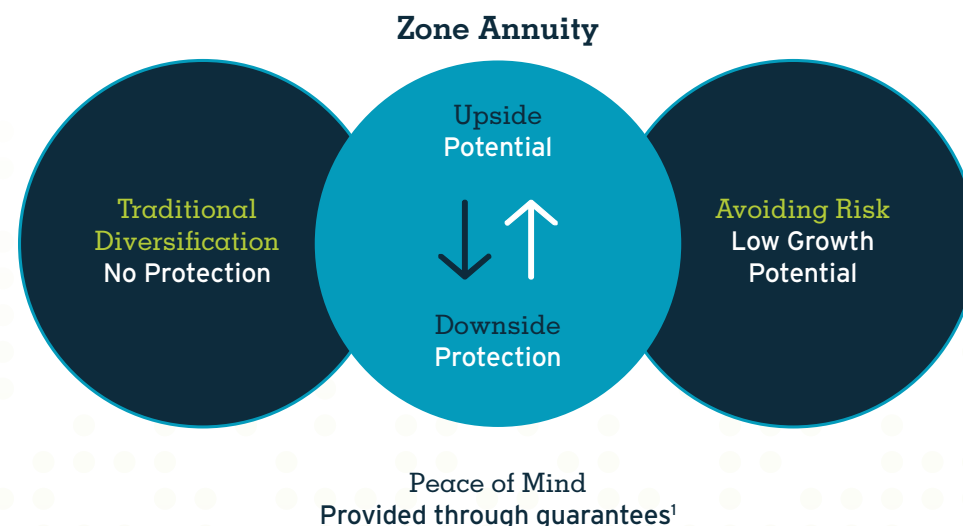 Zone Annuity
Traditional
Diversification
No Protection
Upside
Potential
Downside
Protection
Avoiding Risk
Low Growth
Potential
Peace of Mind
Provided through guarantees¹